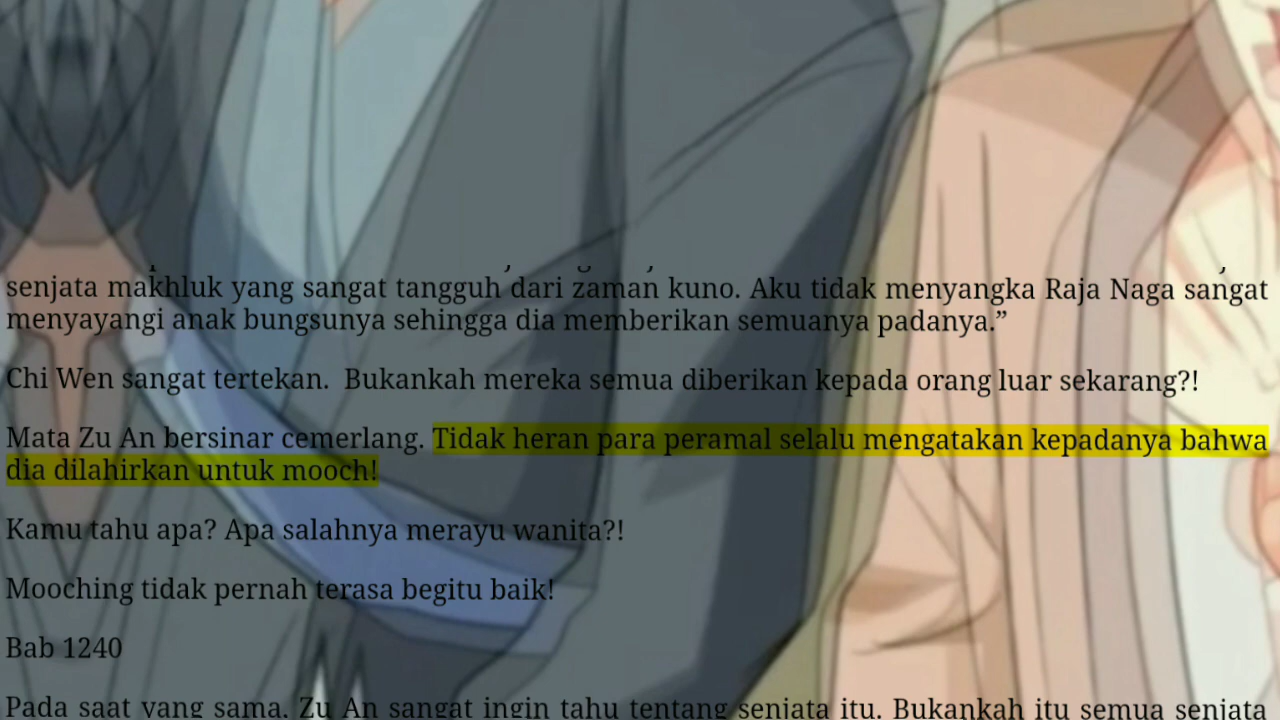 senjata makhluk yang sangat tangguh dari zaman kuno. Aku tidak menyangka Raja Naga sangat
menyayangi anak bungsunya sehingga dia memberikan semuanya padanya.”
Chi Wen sangat tertekan.  Bukankah mereka semua diberikan kepada orang luar sekarang?!
Mata Zu An bersinar cemerlang. Tidak heran para peramal selalu mengatakan kepadanya bahwa
dia dilahirkan untuk mooch!
Kamu tahu apa? Apa salahnya merayu wanita?!
Mooching tidak pernah terasa begitu baik!
Bab 1240
Pada saat yang sama, Zu An sangat ingin tahu tentang senjata itu. Bukankah itu semua senjata